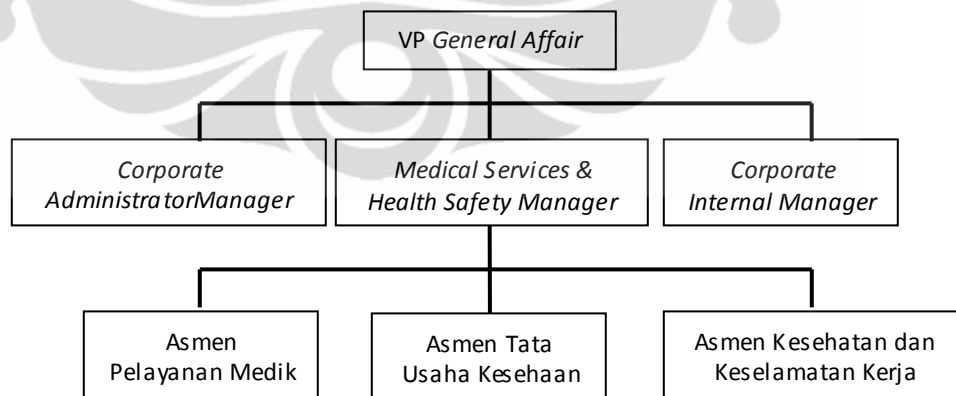 VP General Affair
Corporate
AdministratorManager
Medical Services &
Health Safety Manager
Corporate
Internal Manager
Asmen
Pelayanan Medik
Asmen Tata
Usaha Kesehaan
Asmen Kesehatan dan
Keselamatan Kerja